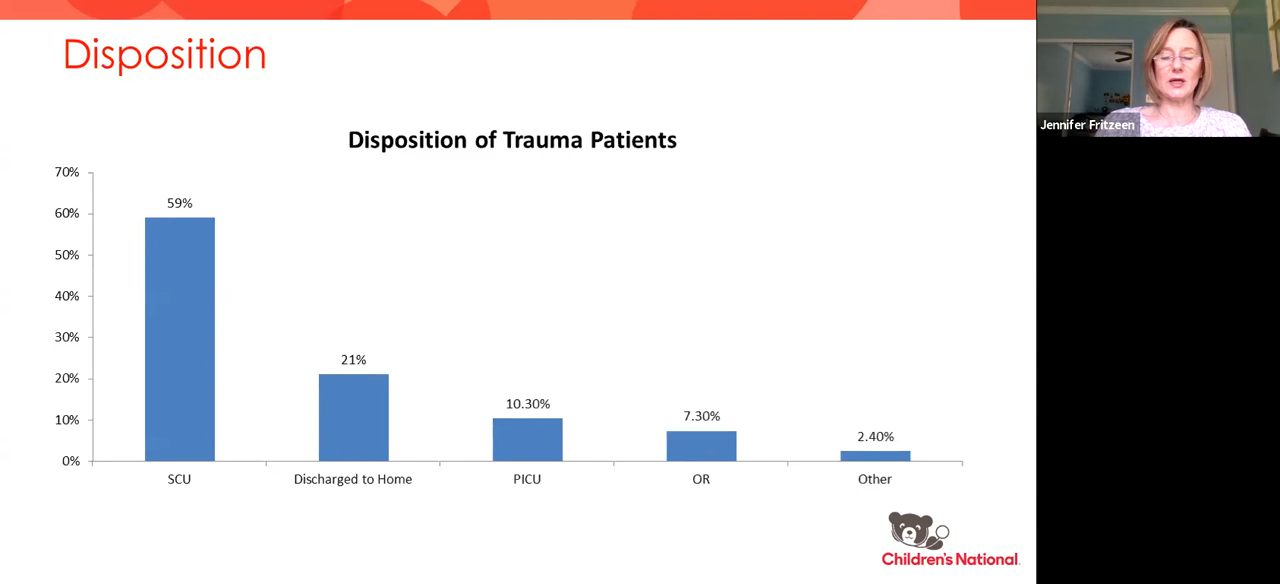 Disposition
Disposition of Trauma Patients
70%
60%
50%
40%
30%
20%
10%
0%
59%
21%
10.30%
7.30%
2.40%
SCU
Discharged to Home
PICU
OR
Other
Children's National
Jennifer Fritzeen